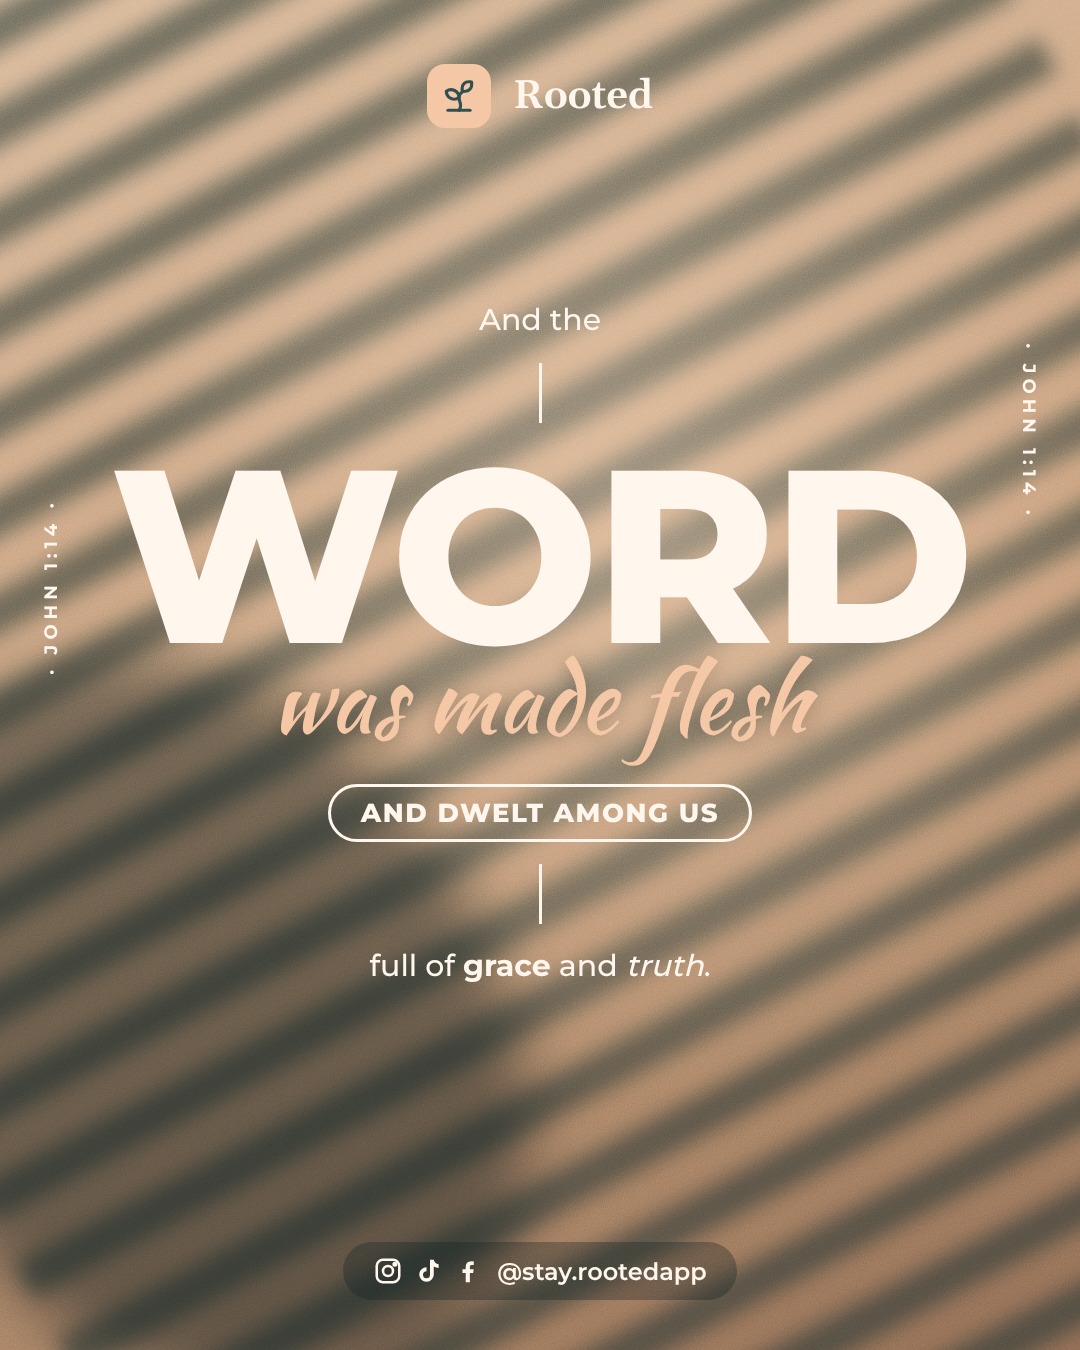 Rooted
And the
· JOHN 1:14 ·
WORD
· JOHN 1:14 ·
was made flesh
AND DWELT AMONG US
full of grace and truth.
@stay.rootedapp